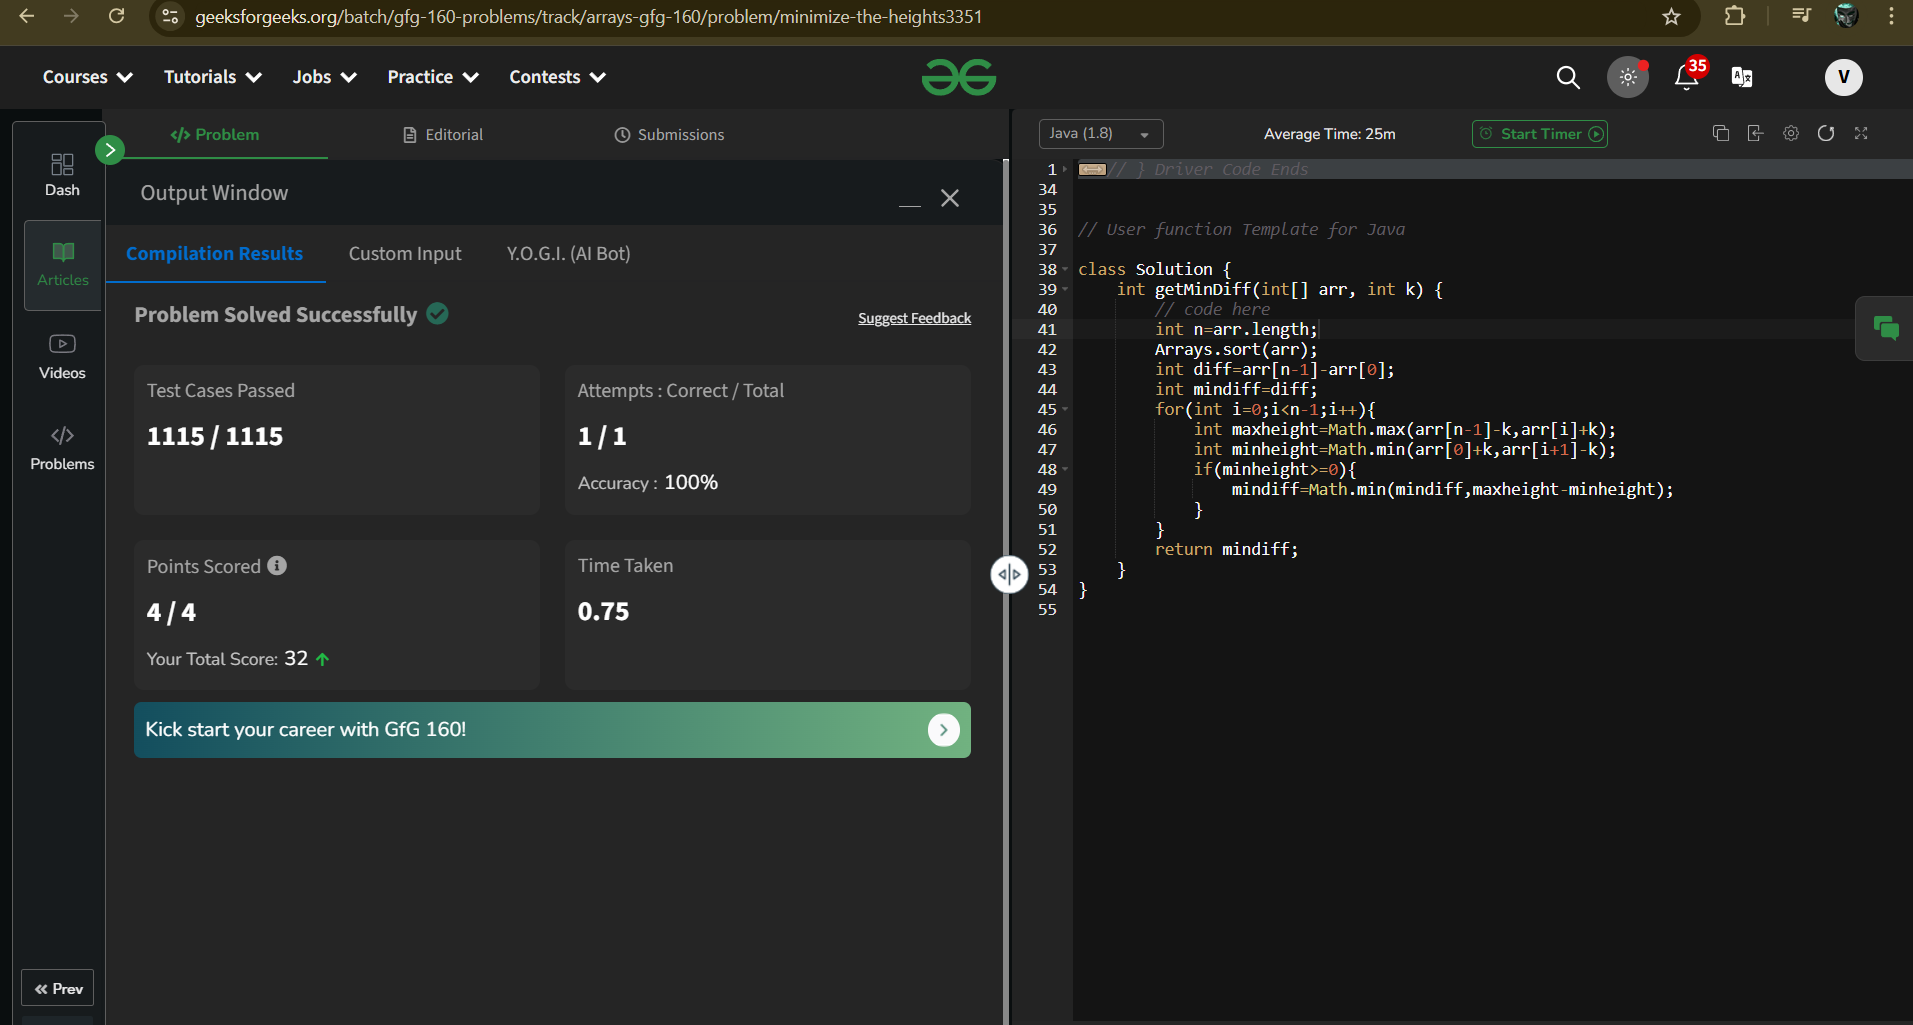 geeksforgeeks.org/batch/gfg-160-problems/track/arrays-gfg-160/problem/minimize-the-heights3351
Courses Tutorials Jobs Practice Contests
35
V
Dash
Articles
Videos
Problems
Prev
</> Problem Editorial Submissions
Output Window
Compilation Results Custom Input Y.O.G.I. (AI Bot)
Problem Solved Successfully
Suggest Feedback
Test Cases Passed
1115 / 1115
Attempts : Correct / Total
1 / 1
Accuracy : 100%
Points Scored
4 / 4
Your Total Score: 32
Time Taken
0.75
Kick start your career with GfG 160!
Java (1.8) Average Time: 25m Start Timer
1 // } Driver Code Ends
34
35
36 // User function Template for Java
37
38 class Solution {
39 int getMinDiff(int[] arr, int k) {
40 // code here
41 int n=arr.length;
42 Arrays.sort(arr);
43 int diff=arr[n-1]-arr[0];
44 int mindiff=diff;
45 for(int i=0;i<n-1;i++){
46 int maxheight=Math.max(arr[n-1]-k,arr[i]+k);
47 int minheight=Math.min(arr[0]+k,arr[i+1]-k);
48 if(minheight>=0){
49 mindiff=Math.min(mindiff,maxheight-minheight);
50 }
51 }
52 return mindiff;
53 }
54 }
55